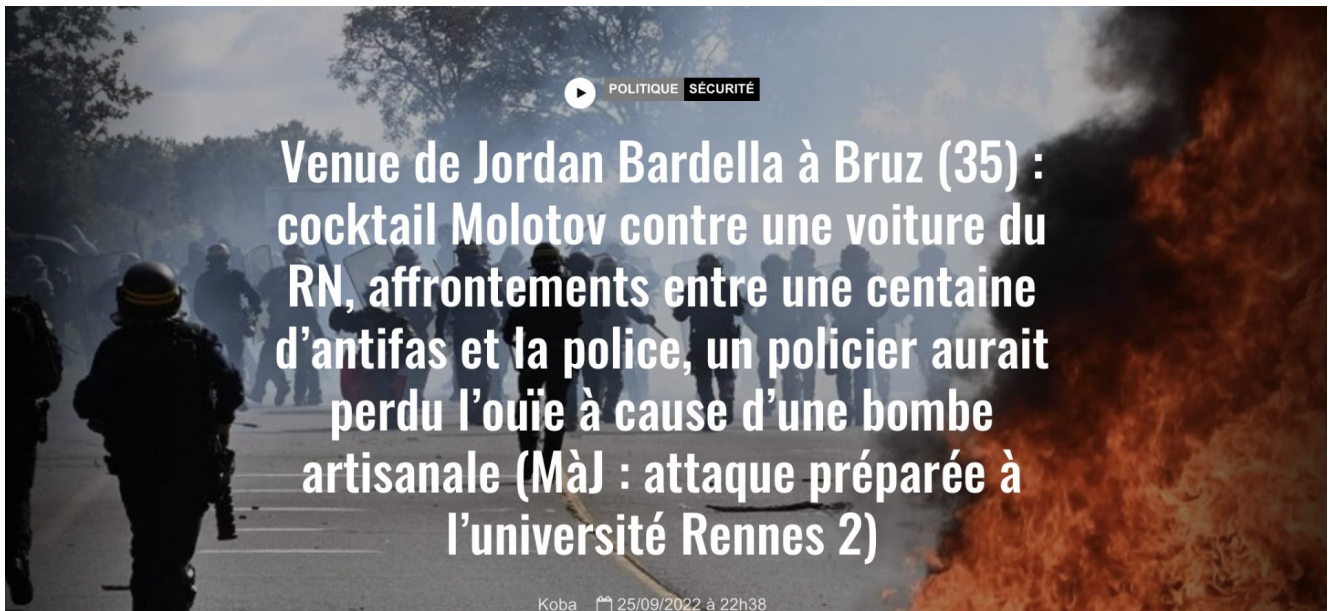 POLITIQUE SÉCURITÉ
Venue de Jordan Bardella à Bruz (35) :
cocktail Molotov contre une voiture du
RN, affrontements entre une centaine
d’antifas et la police, un policier aurait
perdu l’ouïe à cause d’une bombe
artisanale (MàJ : attaque préparée à
l’université Rennes 2)
Koba 25/09/2022 à 22h38